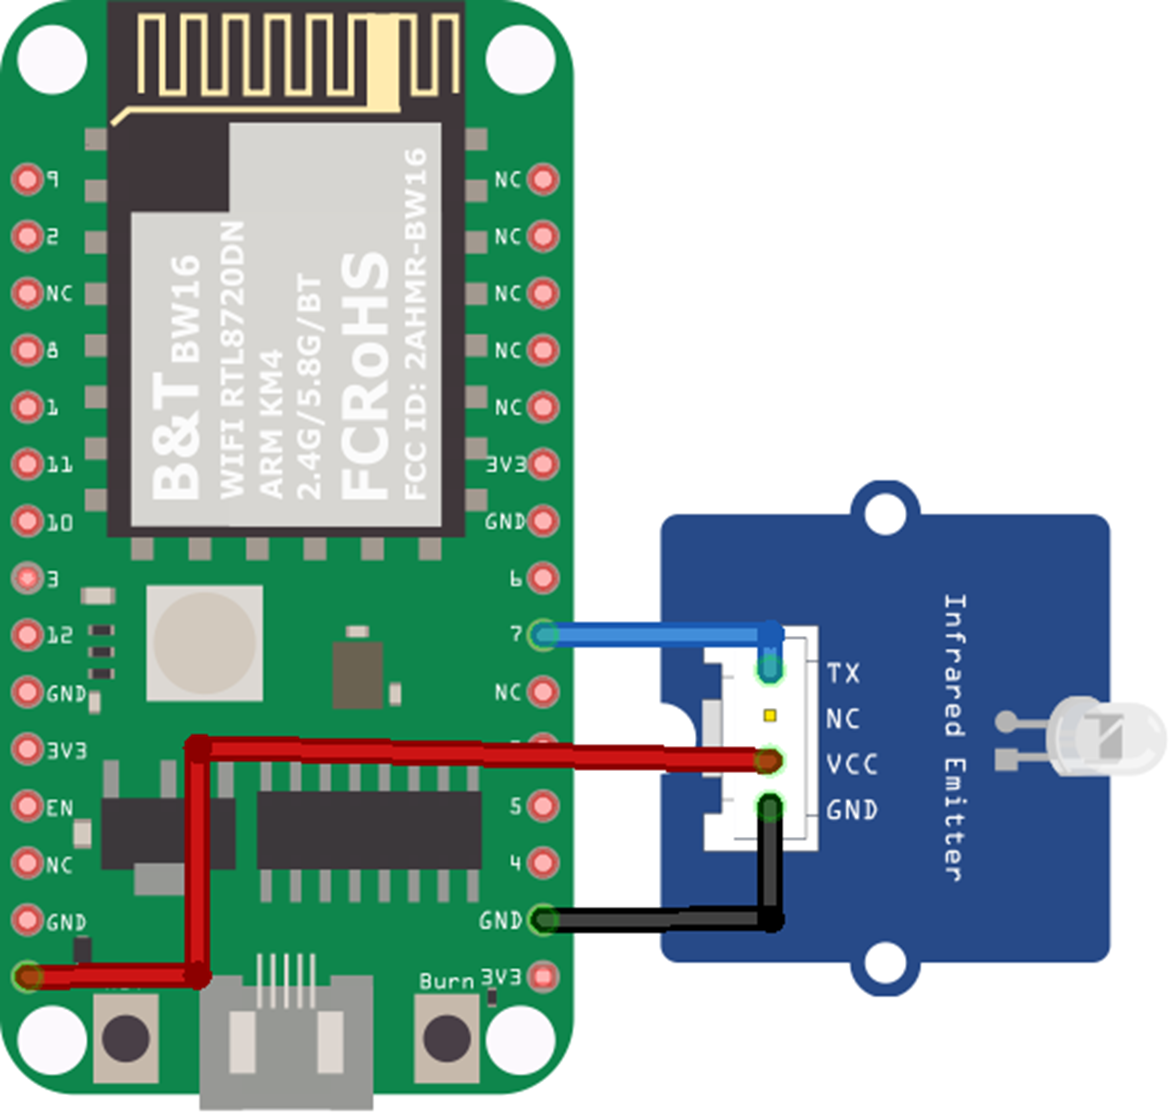 9
2
NC
8
1
11
10
3
12
GND
3V3
EN
NC
GND
B&T BW16
WIFI RTL8720DN
ARM KM4
2.4G/5.8G/BT
FCRoHS
FCC ID: 2AHMR-BW16
NC
NC
NC
NC
NC
3V3
GND
6
7
NC
5
4
GND
3V3
Burn
TX
NC
VCC
GND
Infrared Emitter